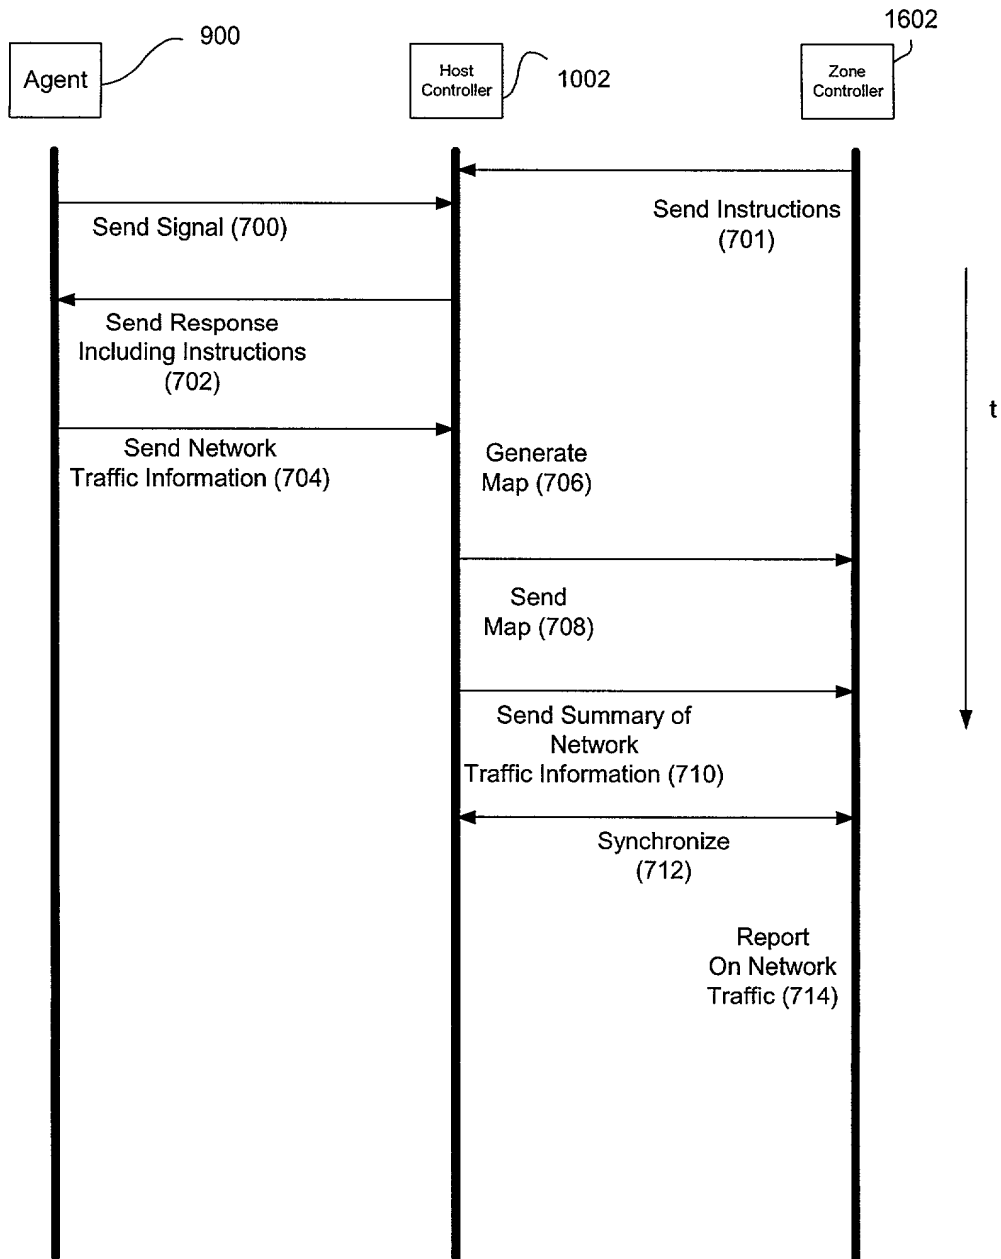 900
1602
Agent
Host
Controller
1002
Zone
Controller
Send Instructions
(701)
Send Signal (700)
Send Response
Including Instructions
(702)
t
Send Network
Traffic Information (704)
Generate
Map (706)
Send
Map (708)
Send Summary of
Network
Traffic Information (710)
Synchronize
(712)
Report
On Network
Traffic (714)